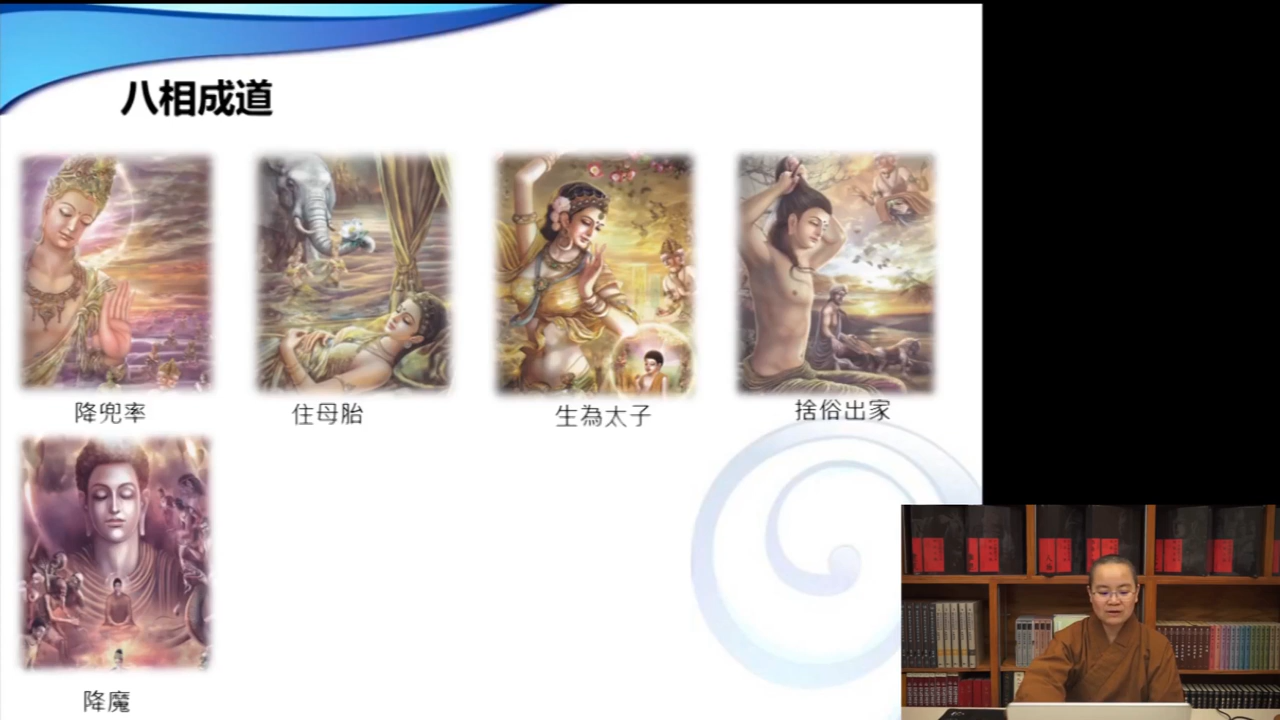 八相成道
降兜率
住母胎
生為太子
捨俗出家
降魔